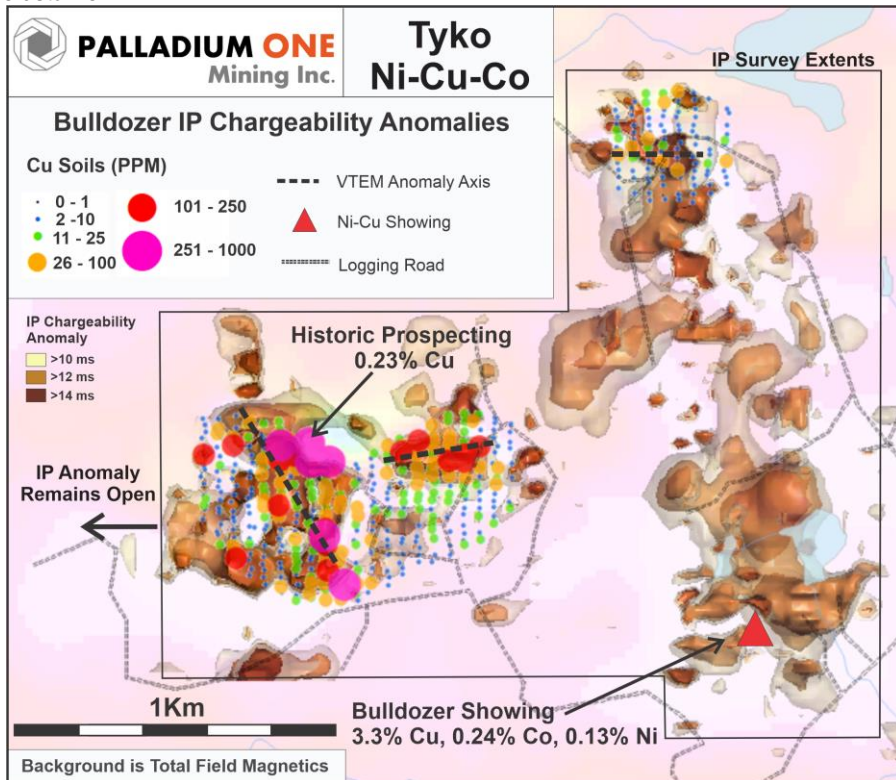 PALLADIUM ONE
Mining Inc.
Tyko
Ni-Cu-Co
IP Survey Extents
Bulldozer IP Chargeability Anomalies
Cu Soils (PPM)
0 - 1
2 -10
11 - 25
26 - 100
101 - 250
251 - 1000
VTEM Anomaly Axis
Ni-Cu Showing
Logging Road
IP Chargeability
Anomaly
>10 ms
>12 ms
>14 ms
Historic Prospecting
0.23% Cu
IP Anomaly
Remains Open
1Km
Bulldozer Showing
3.3% Cu, 0.24% Co, 0.13% Ni
Background is Total Field Magnetics